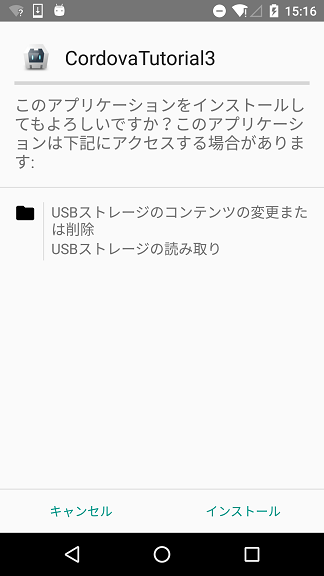 15:16
CordovaTutorial3
このアプリケーションをインストールし
てもよろしいですか？このアプリケーシ
ョンは下記にアクセスする場合がありま
す:
USBストレージのコンテンツの変更また
は削除
USBストレージの読み取り
キャンセル
インストール